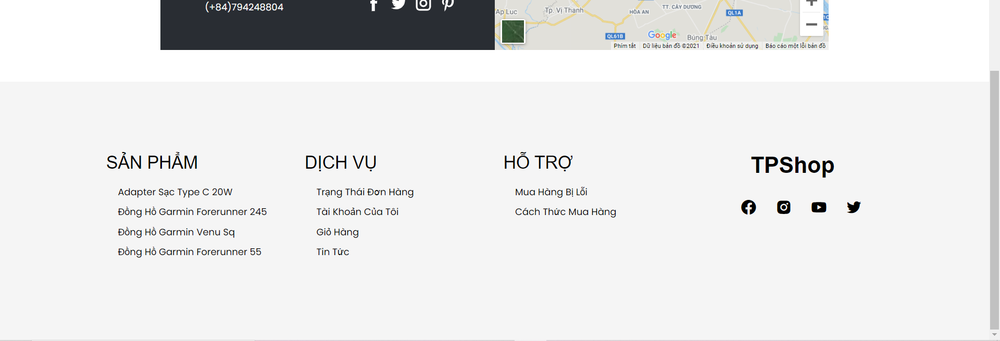 (+84)794248804
Ap Luc
Tp. Vị Thanh
HÒA AN
TT. CÂY DƯƠNG
QL1A
QL61B
Google
Búng Tàu
Phím tắt
Dữ liệu bản đồ ©2021
Điều khoản sử dụng
Báo cáo một lỗi bản đồ
SẢN PHẨM
Adapter Sạc Type C 20W
Đồng Hồ Garmin Forerunner 245
Đồng Hồ Garmin Venu Sq
Đồng Hồ Garmin Forerunner 55
DỊCH VỤ
Trạng Thái Đơn Hàng
Tài Khoản Của Tôi
Giỏ Hàng
Tin Tức
HỖ TRỢ
Mua Hàng Bị Lỗi
Cách Thức Mua Hàng
TPShop